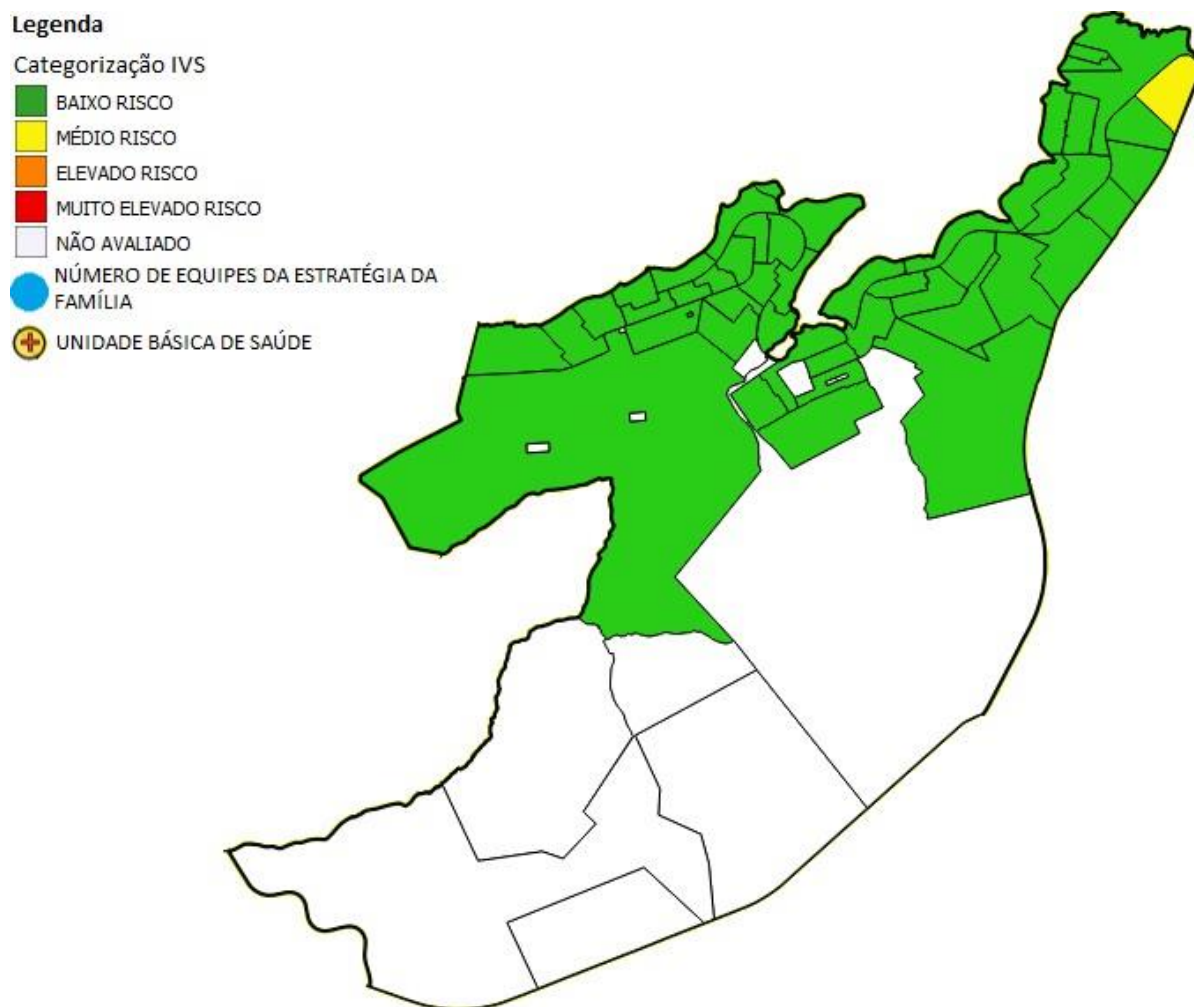 Legenda
Categorização IVS
BAIXO RISCO
MÉDIO RISCO
ELEVADO RISCO
MUITO ELEVADO RISCO
NÃO AVALIADO
NÚMERO DE EQUIPES DA ESTRATÉGIA DA
FAMÍLIA
UNIDADE BÁSICA DE SAÚDE